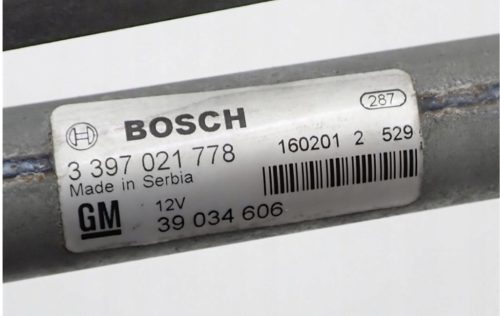 BOSCH
287
3 397 021 778
160201 2 529
Made in Serbia
GM
12V
39 034 606